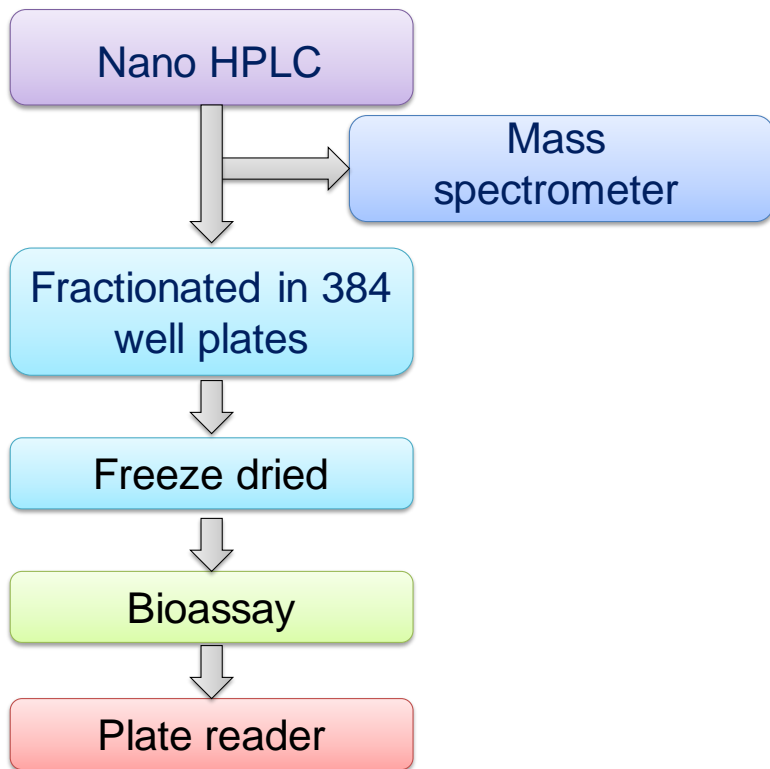 Nano HPLC
Mass
spectrometer
Fractionated in 384
well plates
Freeze dried
Bioassay
Plate reader